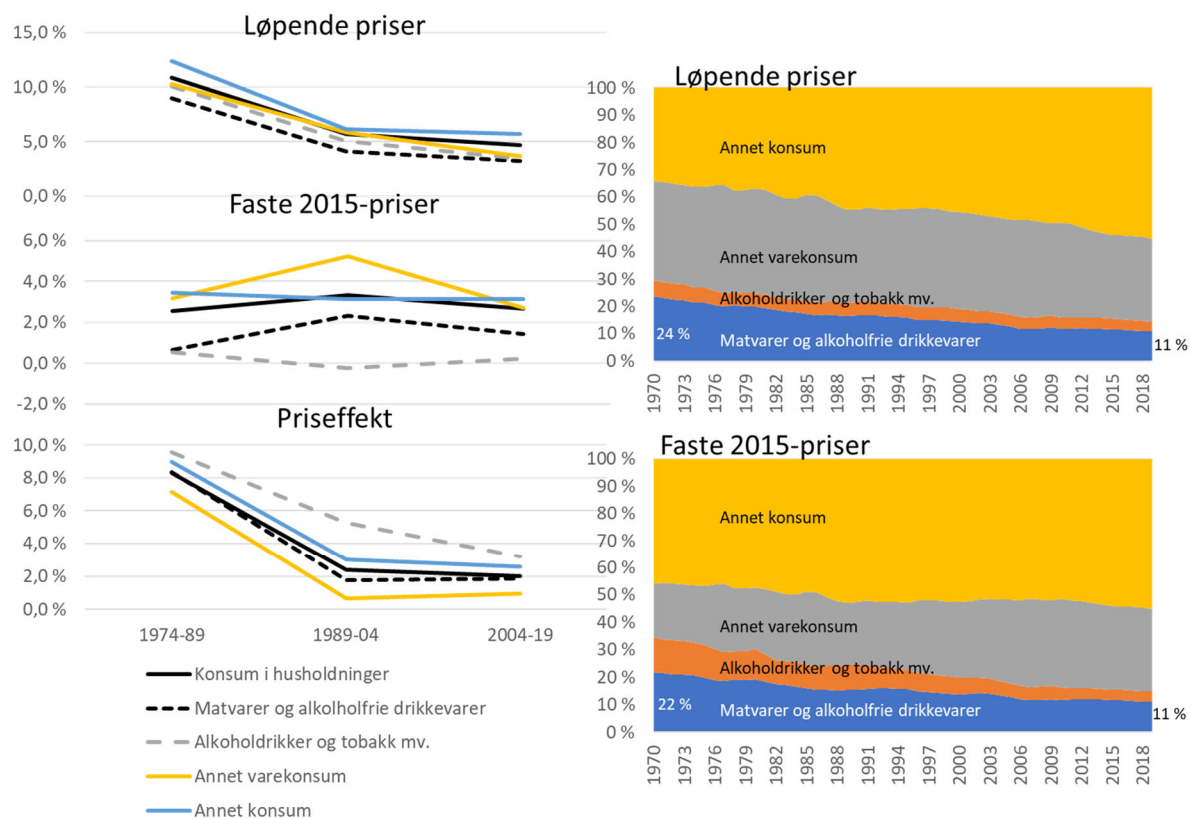 Løpende priser
15,0 %
10,0 %
5,0 %
0,0 %
Faste 2015-priser
6,0 %
4,0 %
2,0 %
0,0 %
-2,0 %
Priseffekt
10,0 %
8,0 %
6,0 %
4,0 %
2,0 %
0,0 %
1974-89 1989-04 2004-19
Konsum i husholdninger
Matvarer og alkolholfrie drikkevarer
Alkoholdrikker og tobakk mv.
Annet varekonsum
Annet konsum
Løpende priser
100 %
90 %
80 %
70 %
60 %
50 %
40 %
30 %
20 %
10 %
0 %
Annet konsum
Annet varekonsum
Alkoholdrikker og tobakk mv.
24 %
Matvarer og alkoholfrie drikkevarer
11 %
1970 1973 1976 1979 1982 1985 1988 1991 1994 1997 2000 2003 2006 2009 2012 2015 2018
Faste 2015-priser
100 %
90 %
80 %
70 %
60 %
50 %
40 %
30 %
20 %
10 %
0 %
Annet konsum
Annet varekonsum
Alkoholdrikker og tobakk mv.
22 %
Matvarer og alkoholfrie drikkevarer
11 %
1970 1973 1976 1979 1982 1985 1988 1991 1994 1997 2000 2003 2006 2009 2012 2015 2018